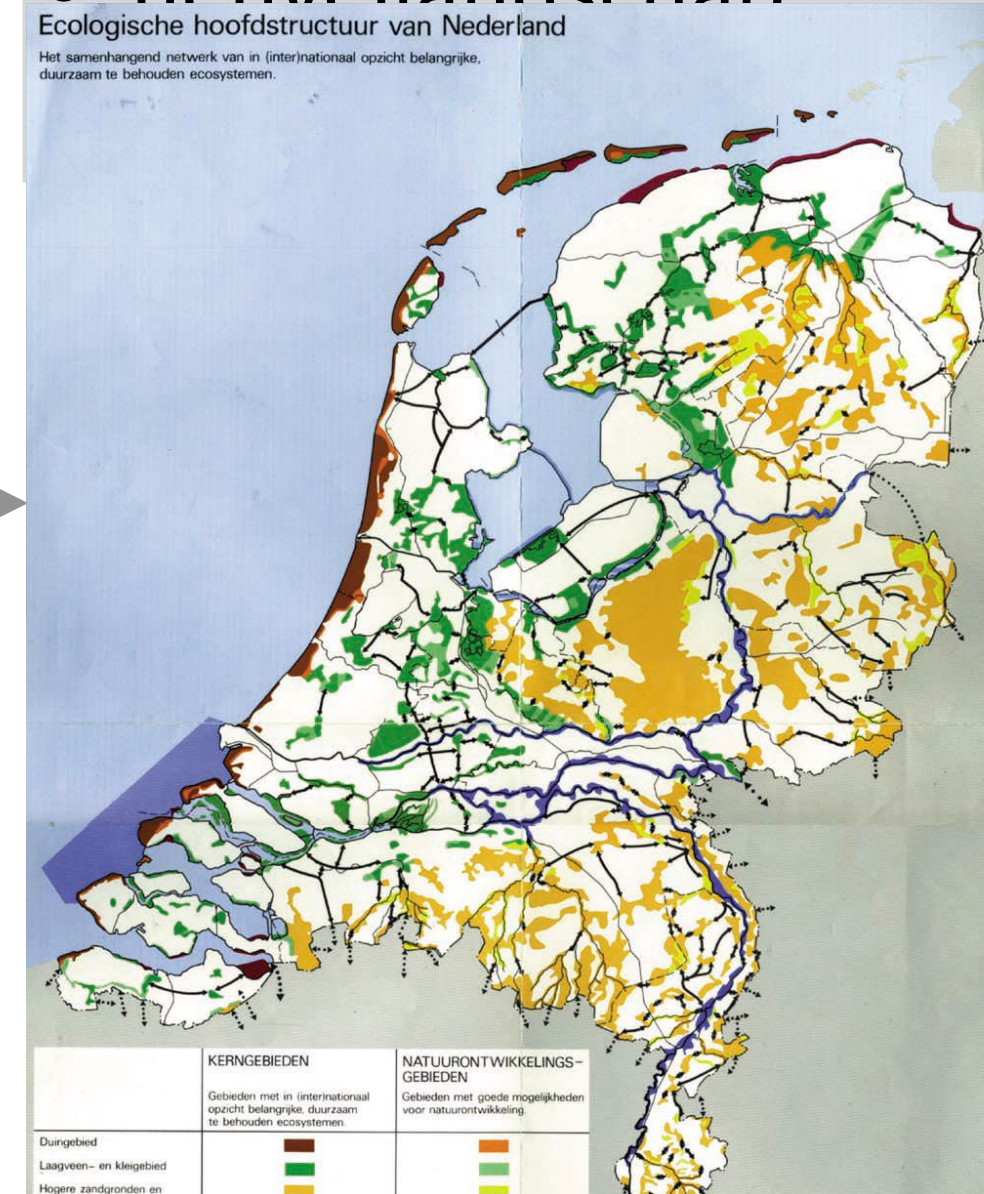 Ecologische hoofdstructuur van Nederland
Het samenhangend netwerk van in (inter)nationaal opzicht belangrijke,
duurzaam te behouden ecosystemen.
KERNGEBIEDEN
Gebieden met in (inter)nationaal
opzicht belangrijke, duurzaam
te behouden ecosystemen.
NATUURONTWIKKELINGS-
GEBIEDEN
Gebieden met goede mogelijkheden
voor natuurontwikkeling.
Duingebied
Laagveen- en kleigebied
Hogere zandgronden en